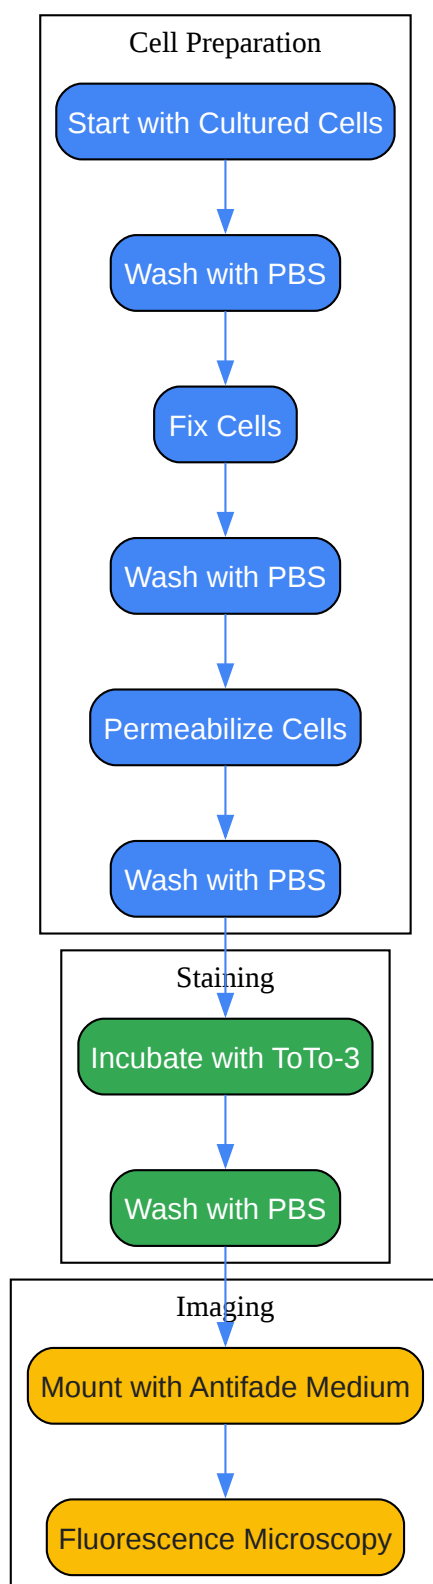 Cell Preparation
Start with Cultured Cells
Wash with PBS
Fix Cells
Wash with PBS
Permeabilize Cells
Wash with PBS
Staining
Incubate with ToTo-3
Wash with PBS
Imaging
Mount with Antifade Medium
Fluorescence Microscopy